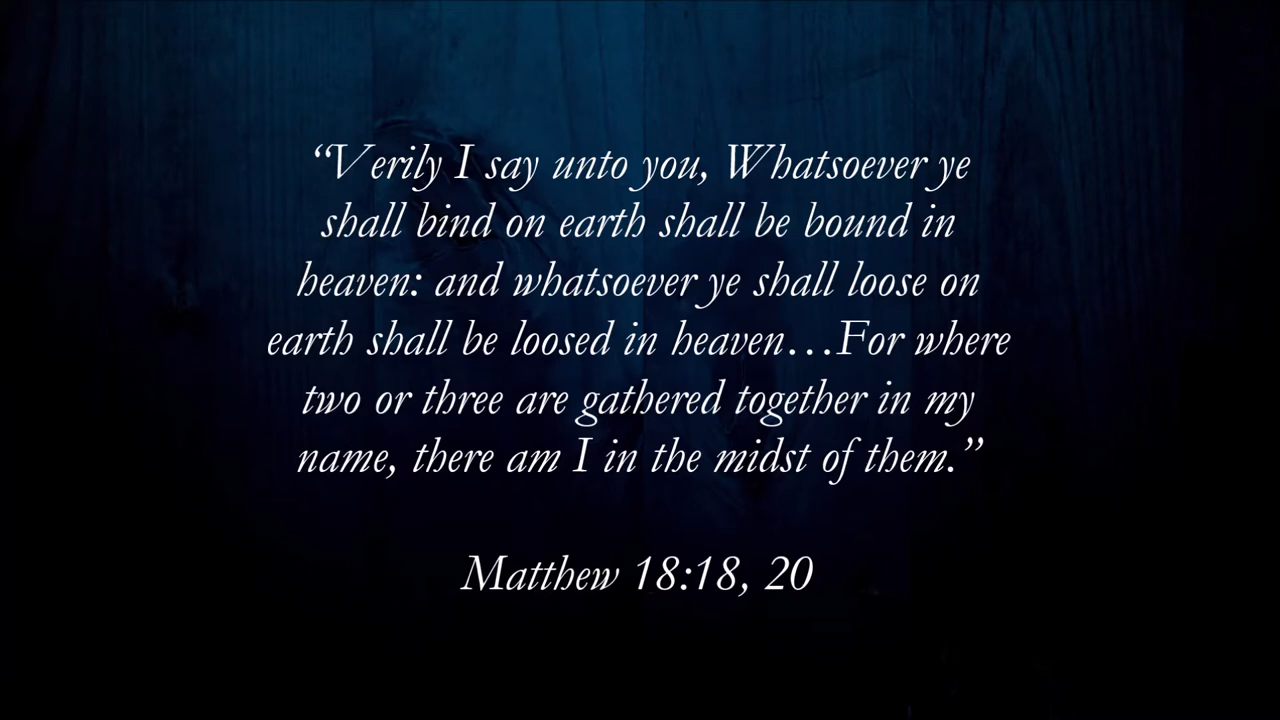 “Verily I say unto you, Whatsoever ye
shall bind on earth shall be bound in
heaven: and whatsoever ye shall loose on
earth shall be loosed in heaven…For where
two or three are gathered together in my
name, there am I in the midst of them.”
Matthew 18:18, 20